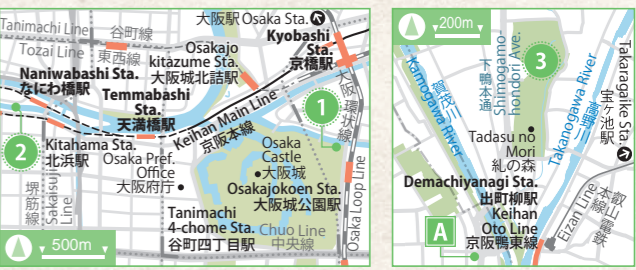 大阪駅 Osaka Sta.
Tanimachi Line 谷町線
Tozai Line 東西線
Osakajo
kitazume Sta.
大阪城北詰駅
Kyobashi
Sta.
京橋駅
Naniwabashi Sta.
なにわ橋駅
Temmabashi
Sta.
天満橋駅
Keihan Main Line
京阪本線
大阪環状線
Osaka Loop Line
1
2
Kitahama Sta.
北浜駅
Osaka Pref.
Office
大阪府庁
堺筋線
Sakaisuji
Line
Osaka
Castle
大阪城
Osakajokoen Sta.
大阪城公園駅
Tanimachi
4-chome Sta.
谷町四丁目駅
Chuo Line
中央線
500m
200m
Kamogawa River
賀茂川
下鴨本通
Shimogamo-
hondori Ave.
3
Takanogawa River
高野川
Takaragaike Sta.
宝ヶ池駅
Tadasu no
Mori
糺の森
Demachiyanagi Sta.
出町柳駅
Keihan
Oto Line
京阪鴨東線
A
Eizan Line
叡山電鉄
本線